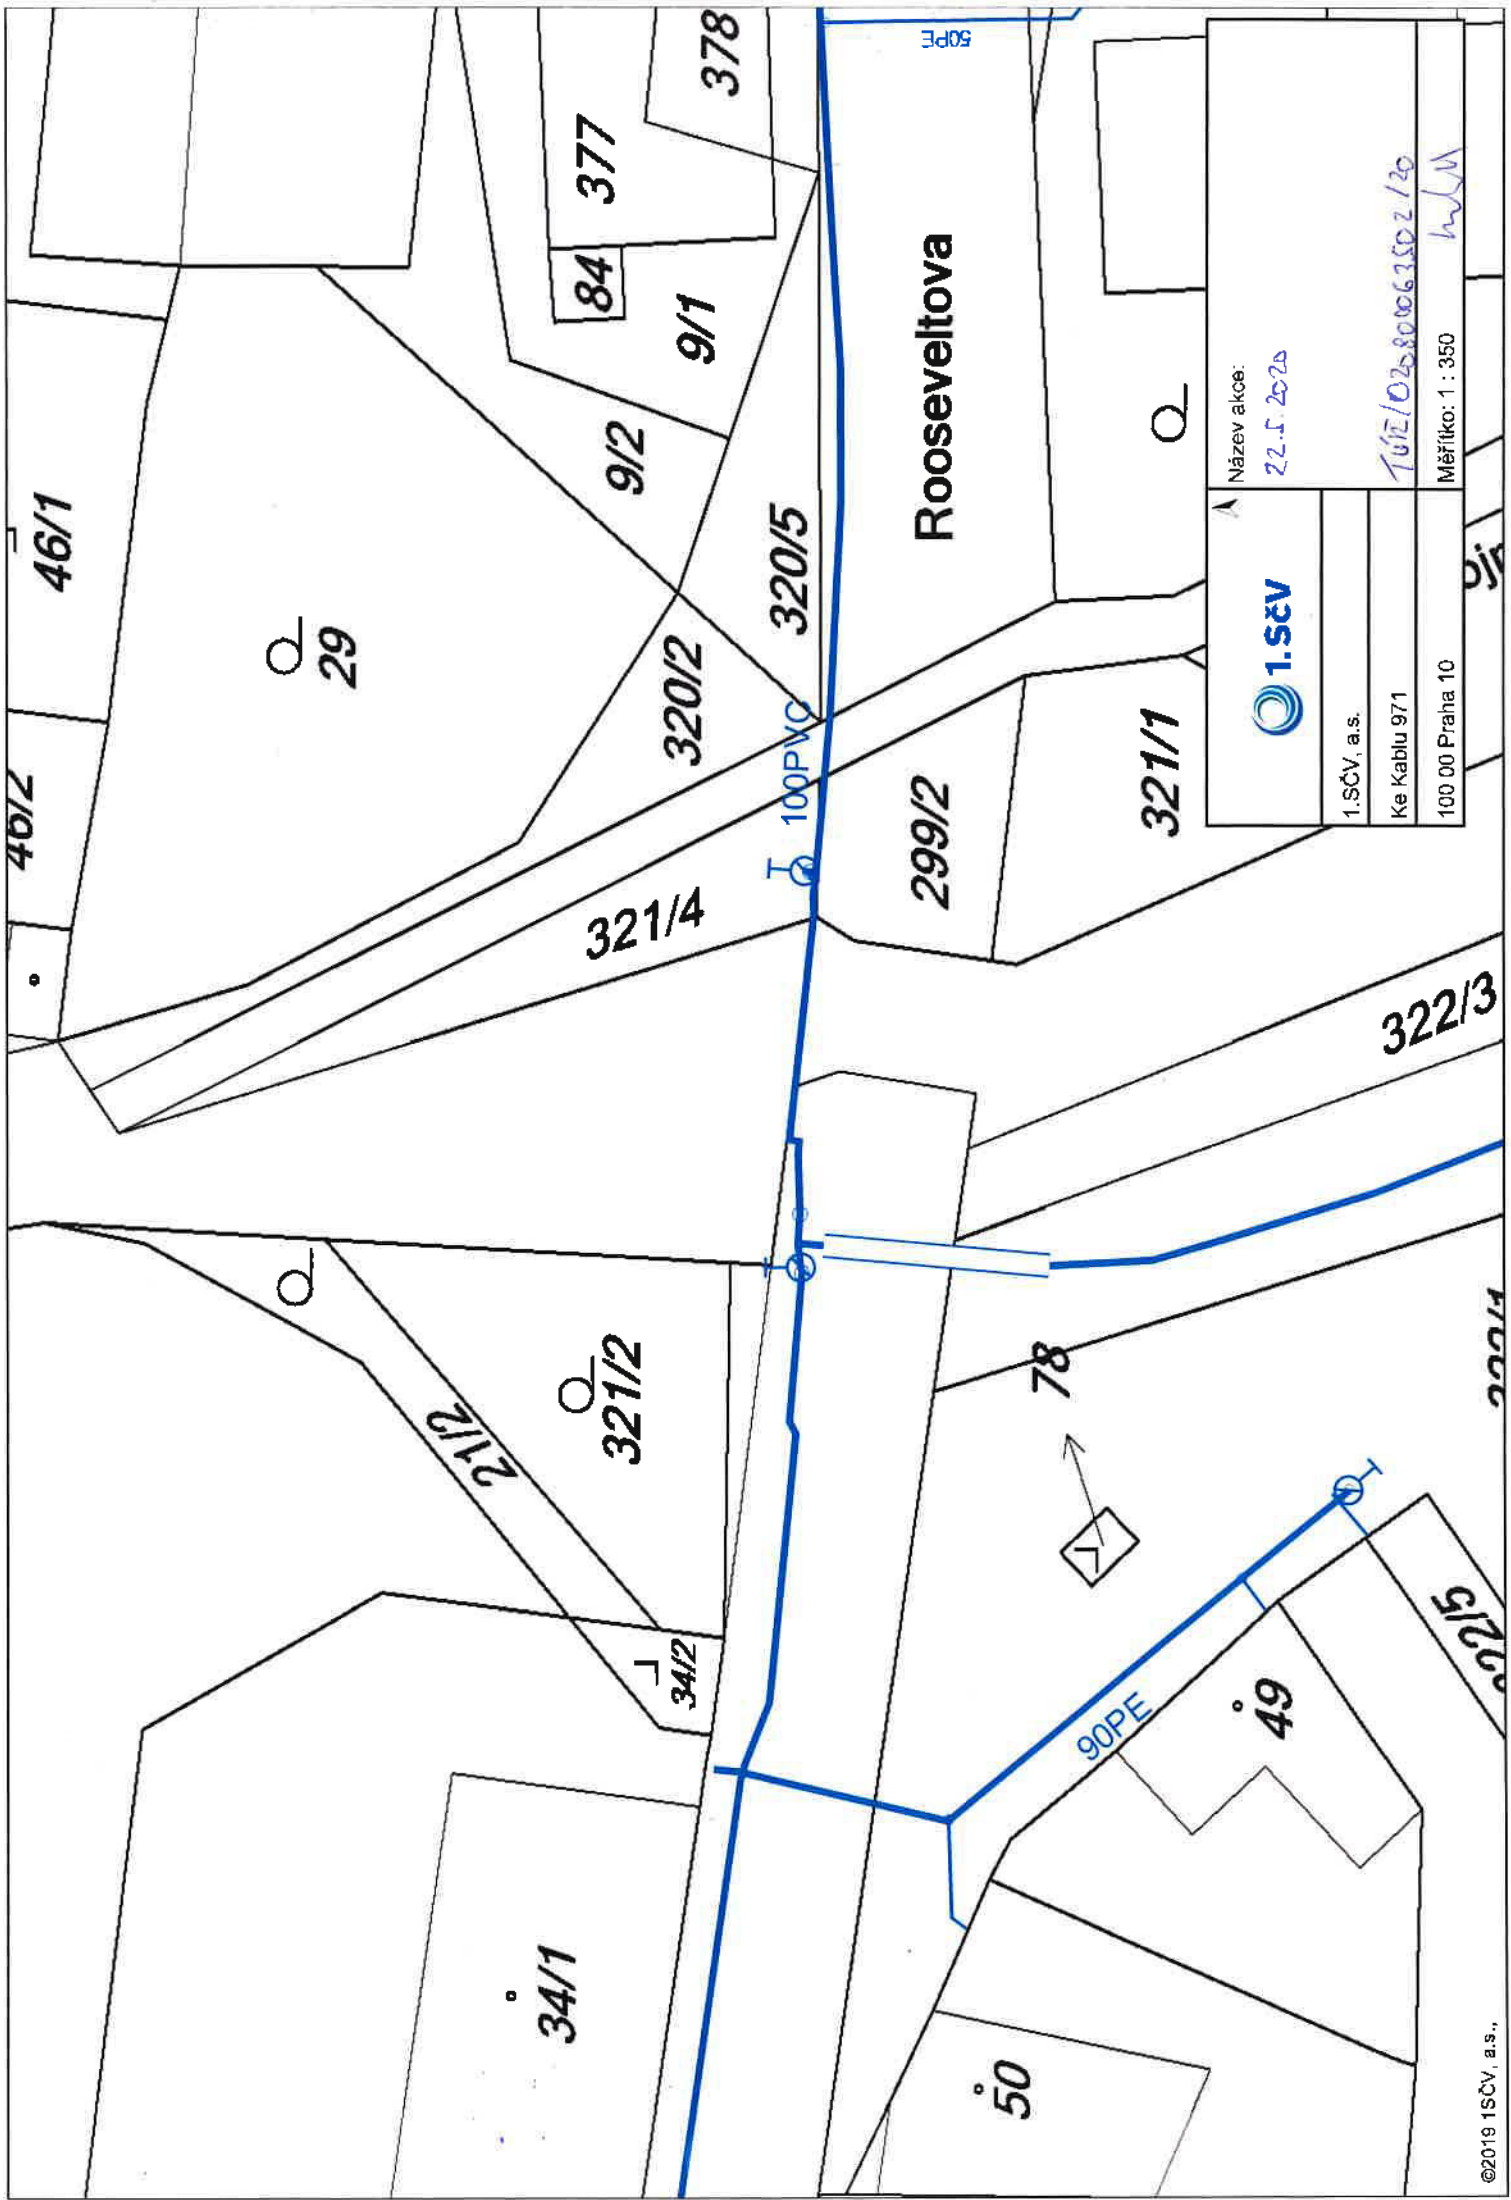 46/2
46/1
29
378
377
84
9/1
9/2
320/5
320/2
100PVC
50PE
Rooseveltova
321/4
299/2
321/1
322/3
21/2
321/2
34/2
34/1
78
90PE
49
50
1.SčV
Název akce:
22.5.2020
1.SČV, a.s.
Ke Kablu 971
100 00 Praha 10
Měřítko: 1 : 350
©2019 1SČV, a.s.,